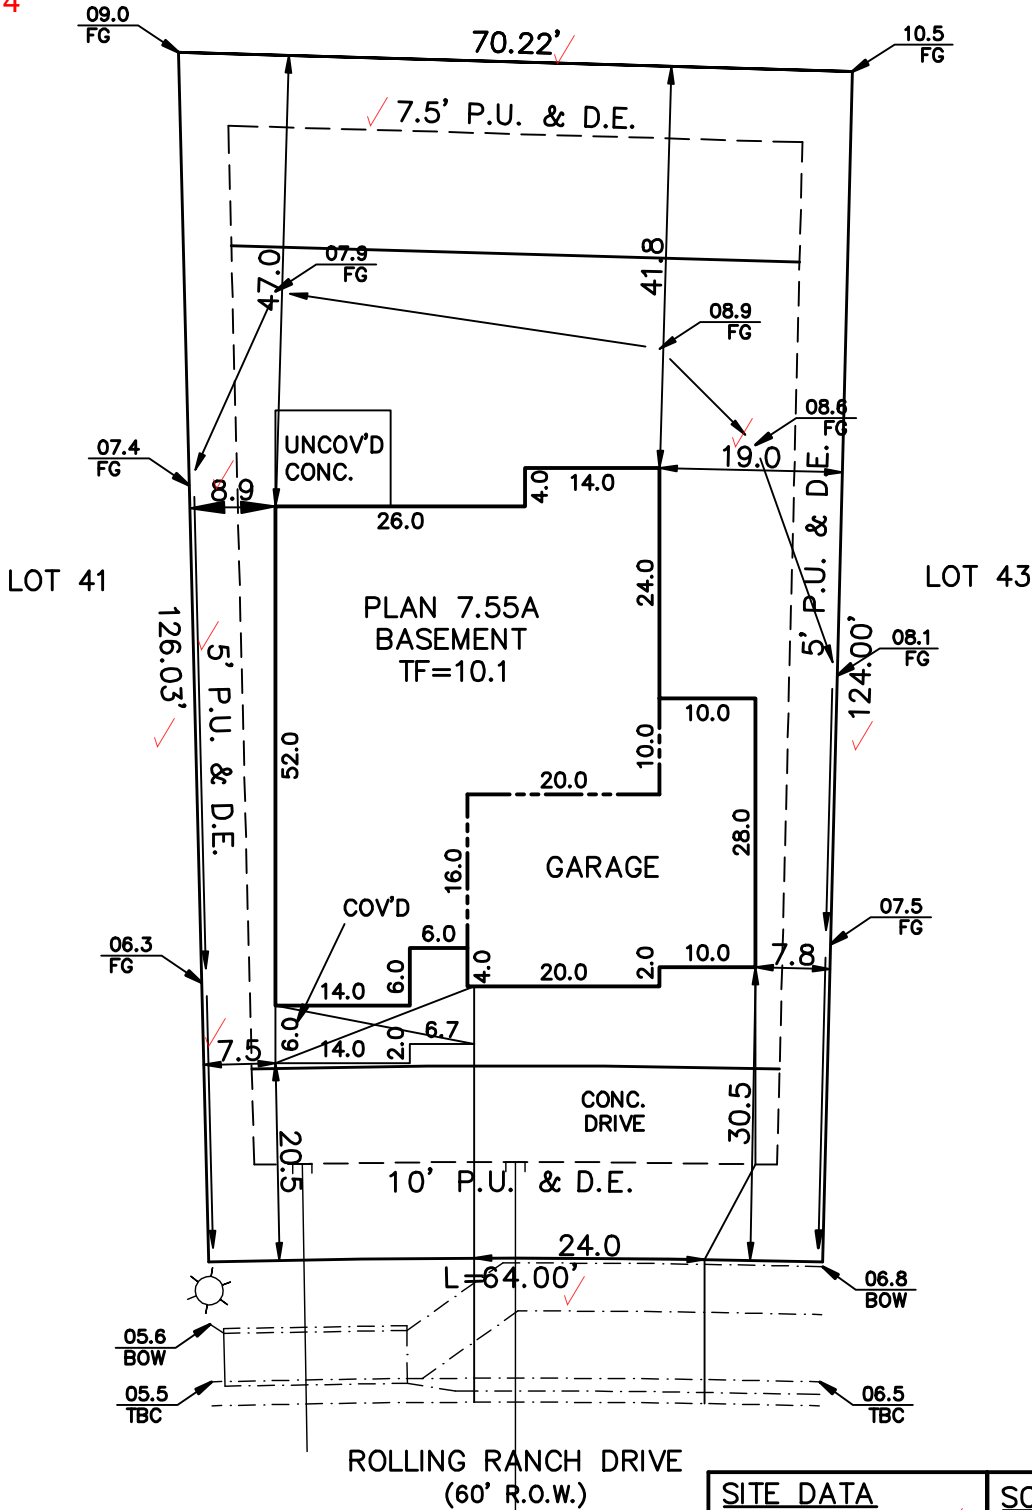 4
09.0
FG
70.22'
10.5
FG
7.5' P.U. & D.E.
07.9
FG
47.0
41.8
08.9
FG
08.6
FG
07.4
FG
8.9
UNCOV'D
CONC.
4.0
14.0
19.0
26.0
LOT 41
LOT 43
PLAN 7.55A
BASEMENT
TF=10.1
24.0
5' P.U. & D.E.
126.03'
5' P.U. & D.E.
124.00'
08.1
FG
10.0
52.0
10.0
20.0
28.0
16.0
GARAGE
COV'D
07.5
FG
06.3
FG
6.0
6.0
4.0
20.0
2.0
10.0
7.8
14.0
6.0
14.0
2.0
6.7
7.5
CONC.
DRIVE
20.5
30.5
10' P.U. & D.E.
24.0
L=64.00'
06.8
BOW
05.6
BOW
05.5
TBC
06.5
TBC
ROLLING RANCH DRIVE
(60' R.O.W.)
SITE DATA